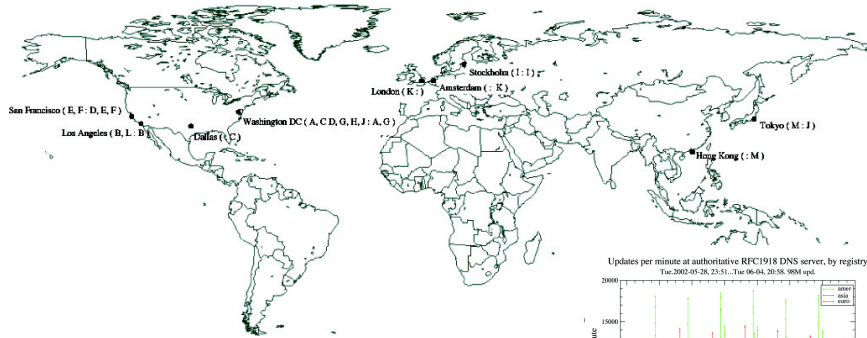 Stockholm ( I : I )
London ( K : )
Amsterdam ( : K )
San Francisco ( E, F : D, E, F )
Washington DC ( A, C D, G, H, J : A, G )
Tokyo ( M : J )
Los Angeles ( B, L : B )
Dallas ( : C )
Hong Kong ( : M )
Updates per minute at authoritative RFC1918 DNS server, by registry
Tue.2002-05-28, 23:51...Tue 06-04, 20:58. 98M upd.
20000
amer
asia
euro
15000